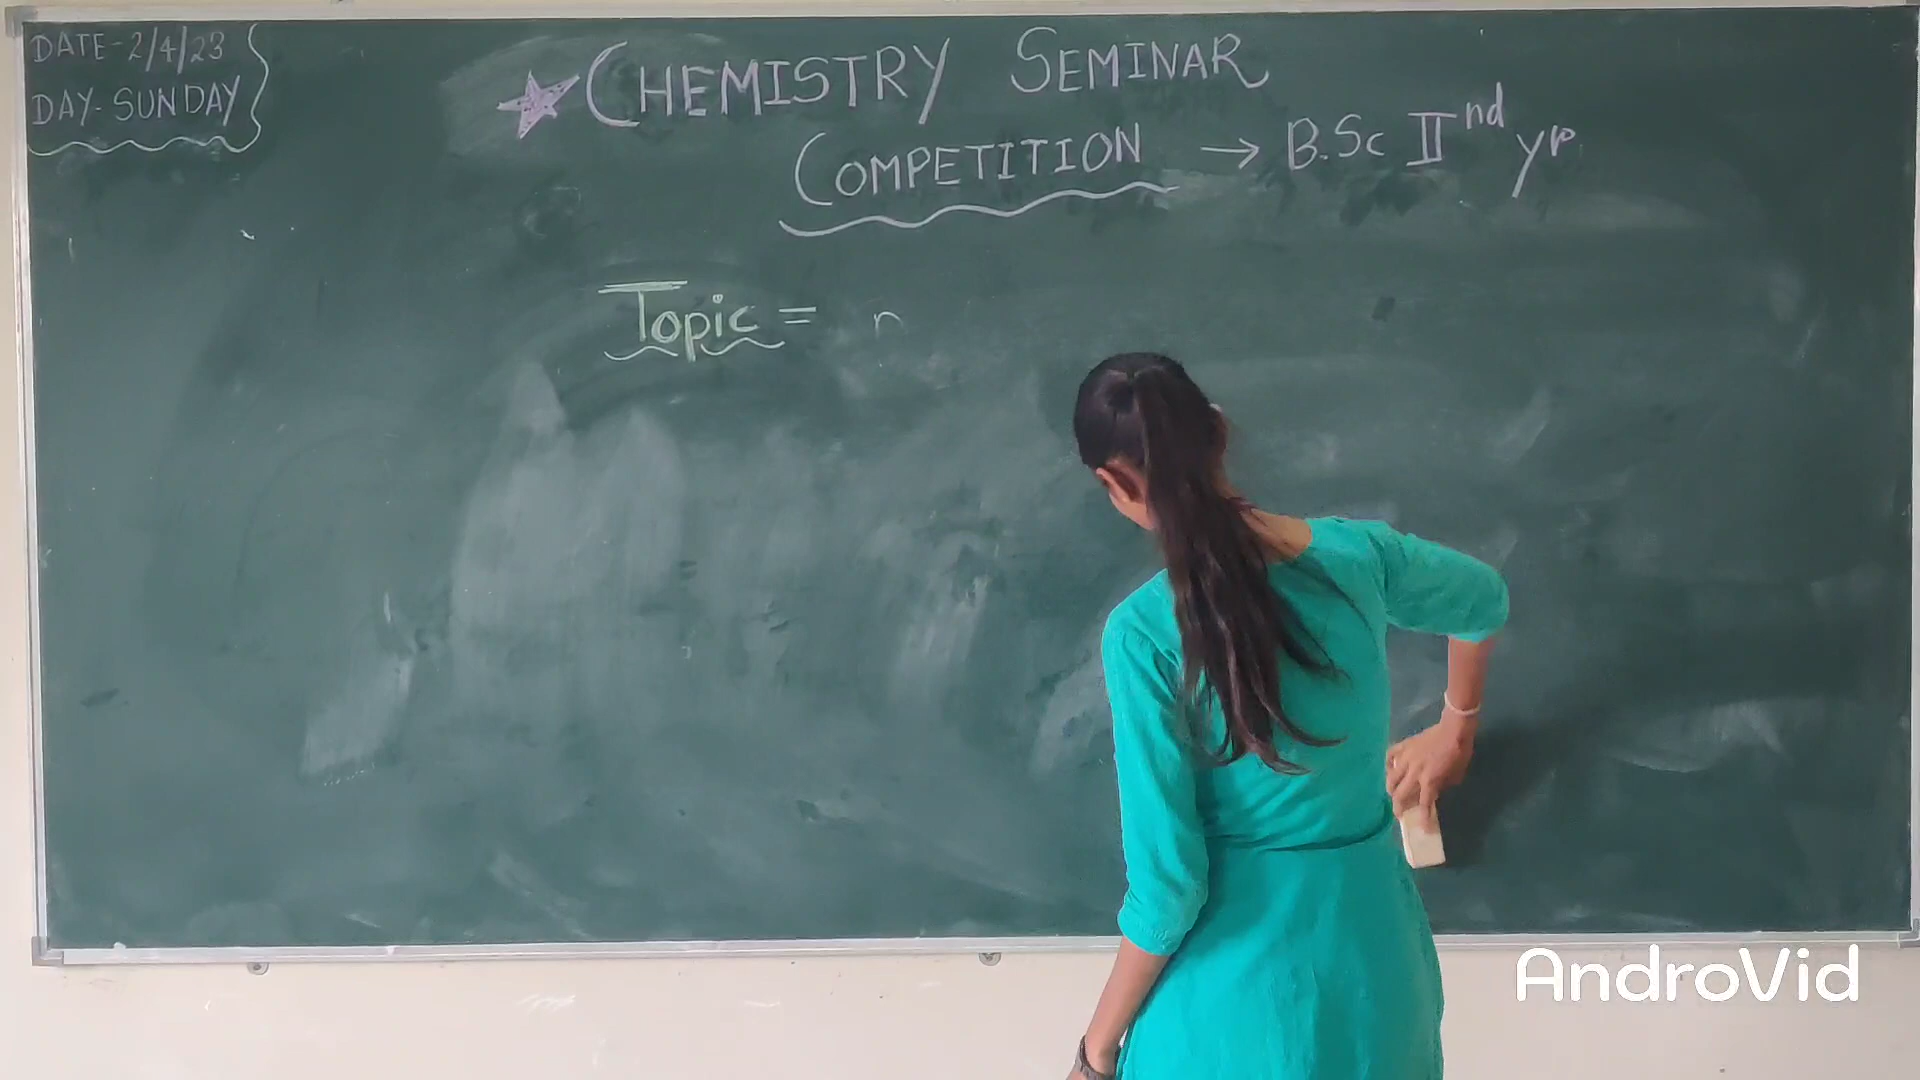 DATE-2/4/23
DAY-SUNDAY
CHEMISTRY SEMINAR
COMPETITION → B.Sc IInd yr
Topic =
AndroVid